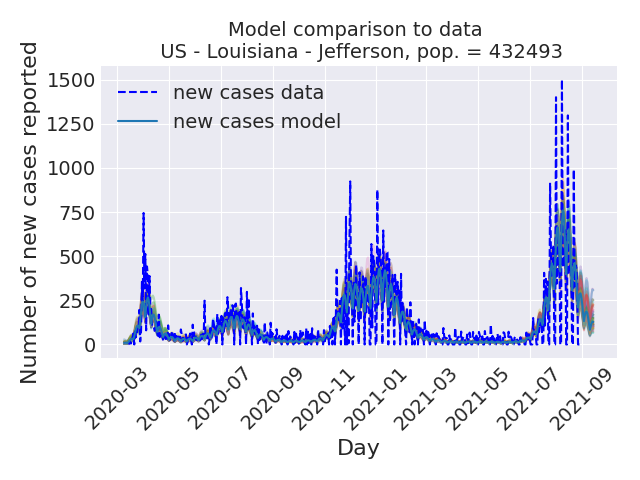 Model comparison to data
US - Louisiana - Jefferson, pop. = 432493
Number of new cases reported
1500
1250
1000
750
500
250
0
new cases data
new cases model
2020-03
2020-05
2020-07
2020-09
2020-11
2021-01
2021-03
2021-05
2021-07
2021-09
Day